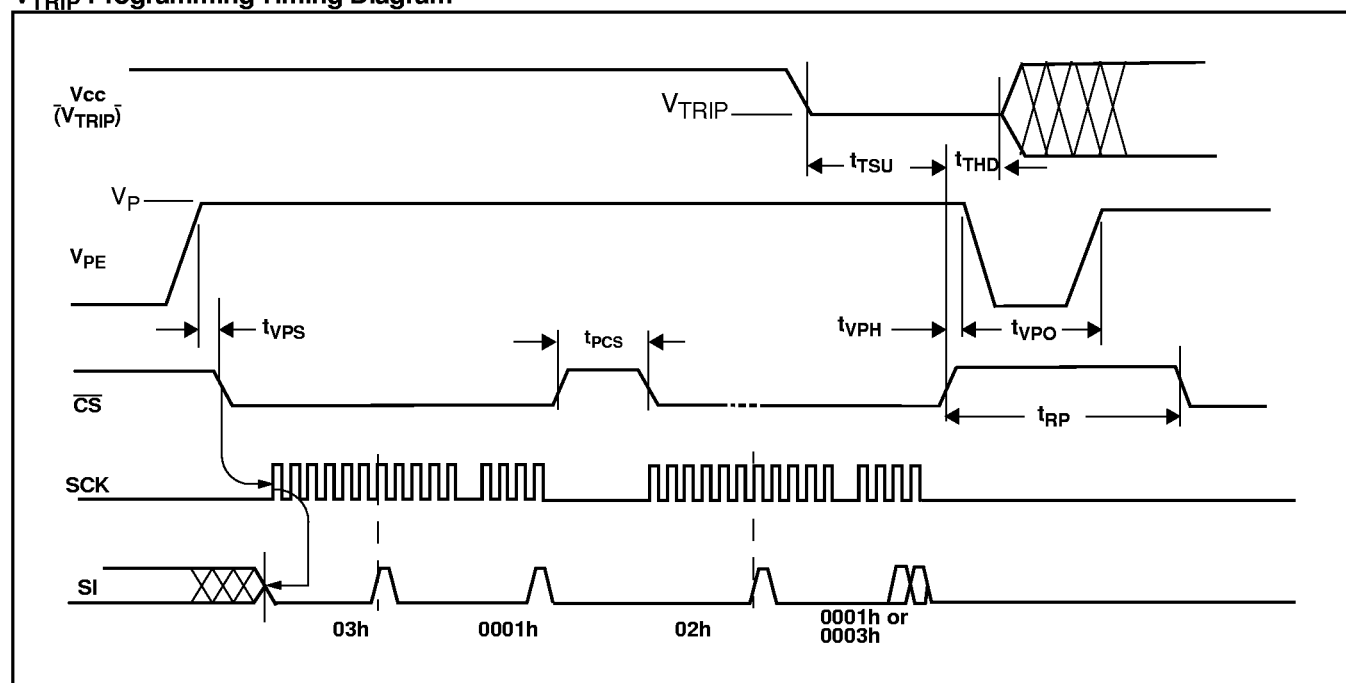 VTRIP Programming Timing Diagram
Vcc
(VTRIP)
VTRIP
tTSU
tTHD
VP
VPE
tVPS
tPCS
tVPH
tVPO
CS
tRP
SCK
SI
03h
0001h
02h
0001h or
0003h